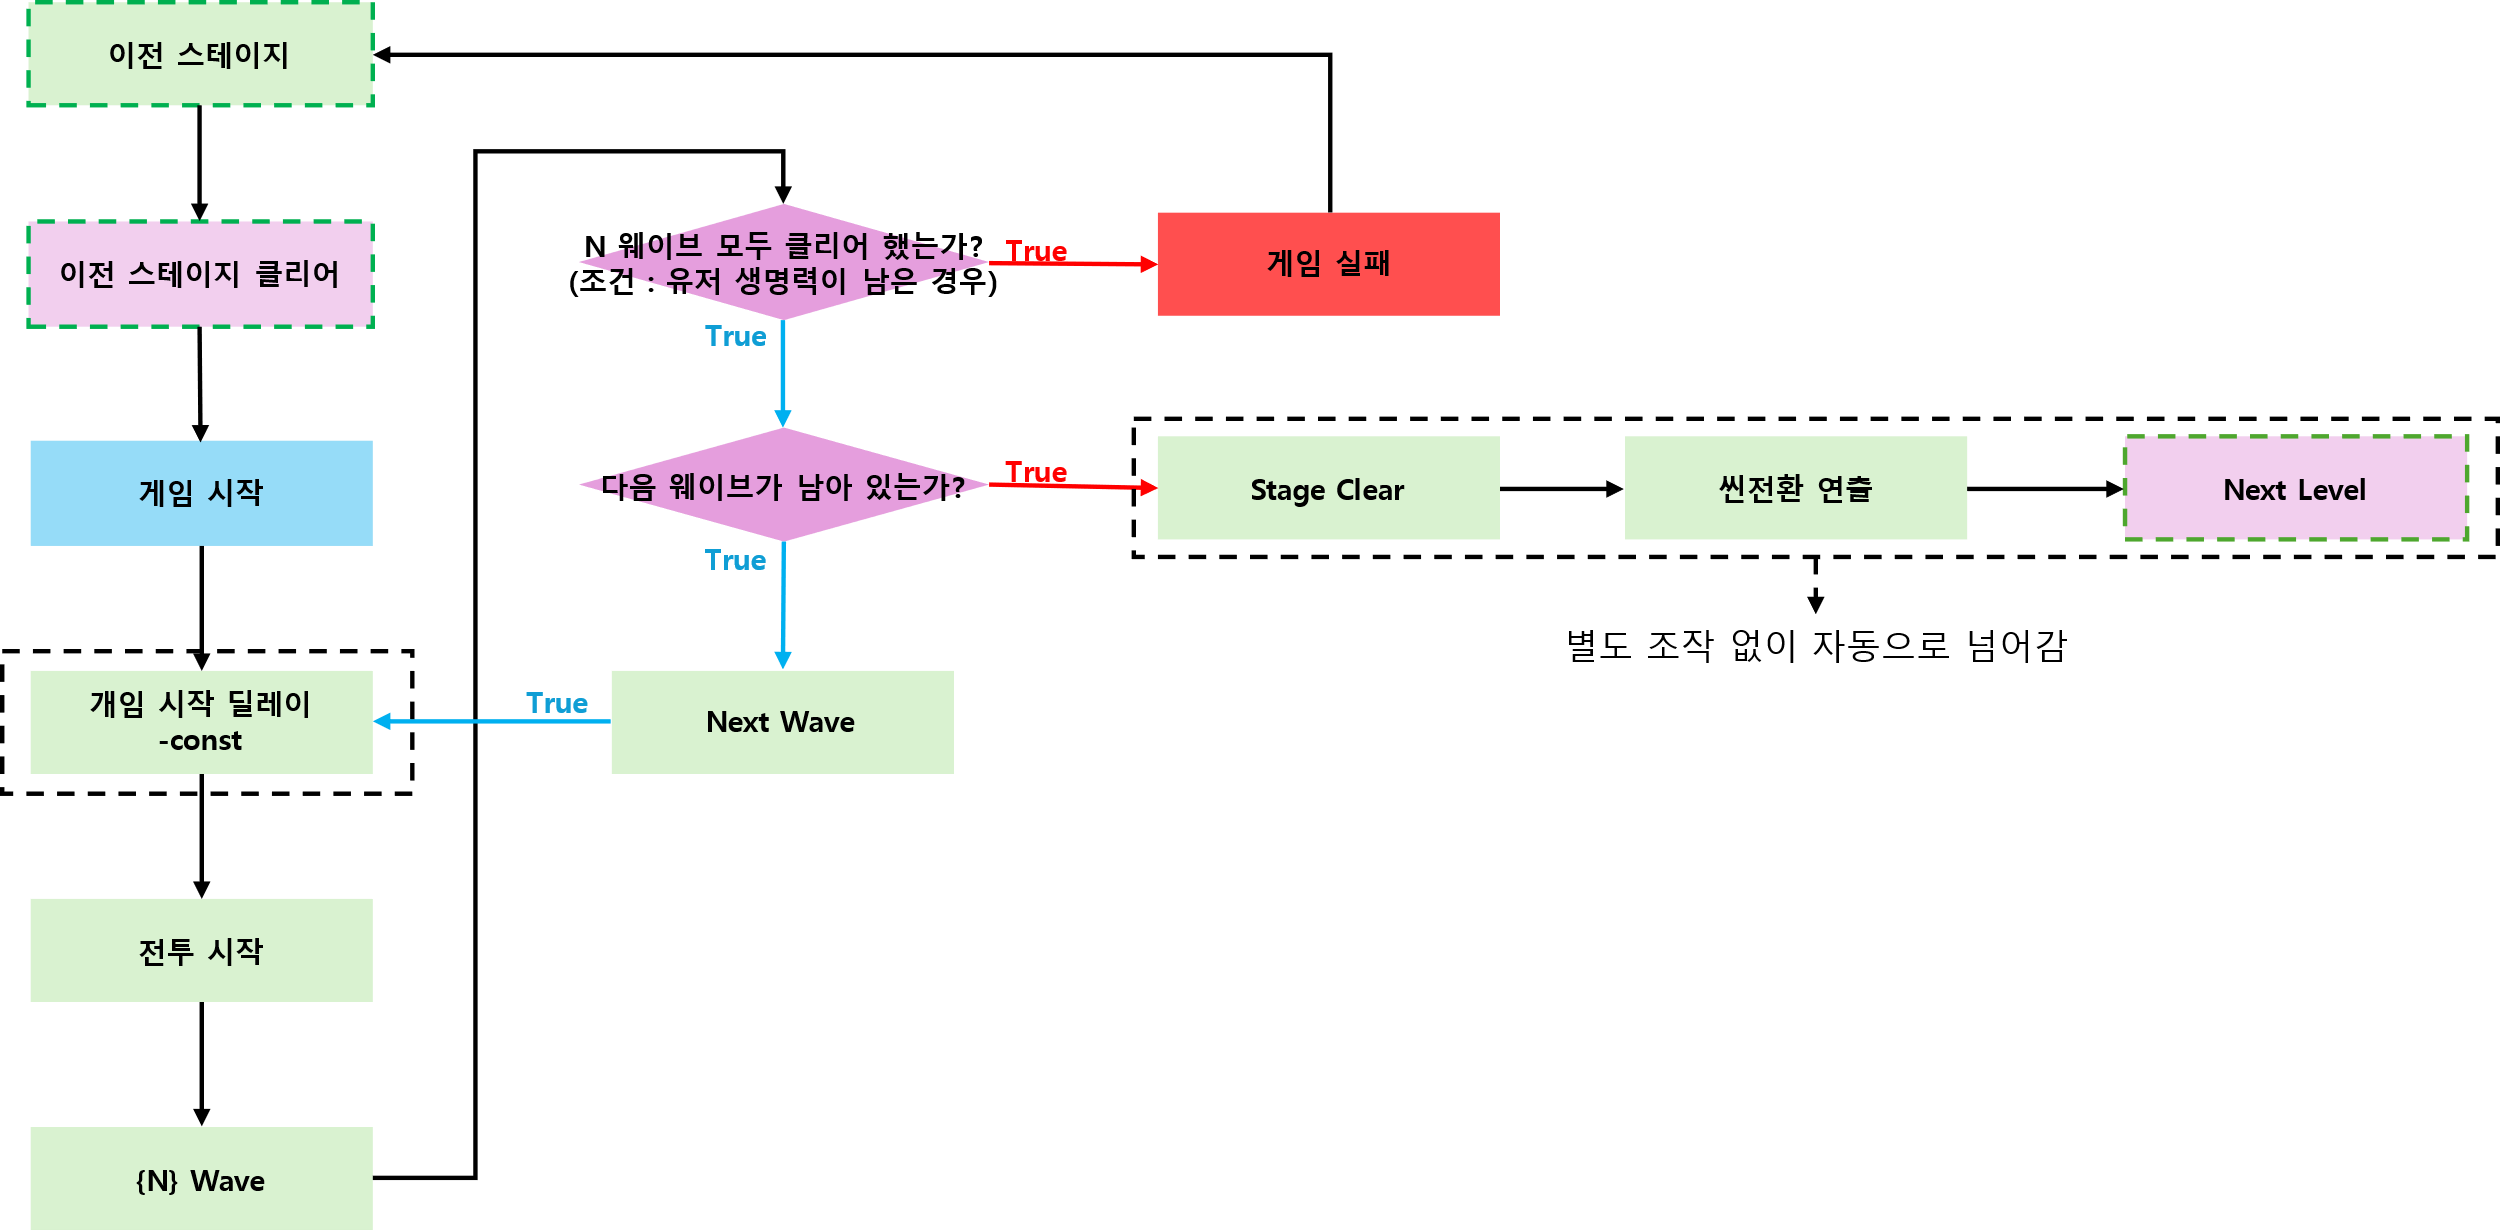 이전 스테이지
이전 스테이지 클리어
게임 시작
개임 시작 딜레이
-const
전투 시작
{N} Wave
N 웨이브 모두 클리어 했는가?
(조건 : 유저 생명력이 남은 경우)
True
True
게임 실패
다음 웨이브가 남아 있는가?
True
True
Next Wave
True
Stage Clear
씬전환 연출
Next Level
별도 조작 없이 자동으로 넘어감